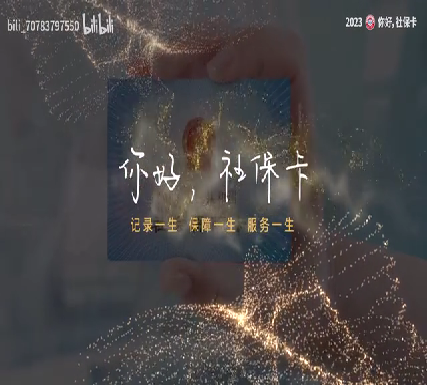 bili_70783797550 bilibili
2023 你好,社保卡
你好,社保卡
记录一生 保障一生 服务一生